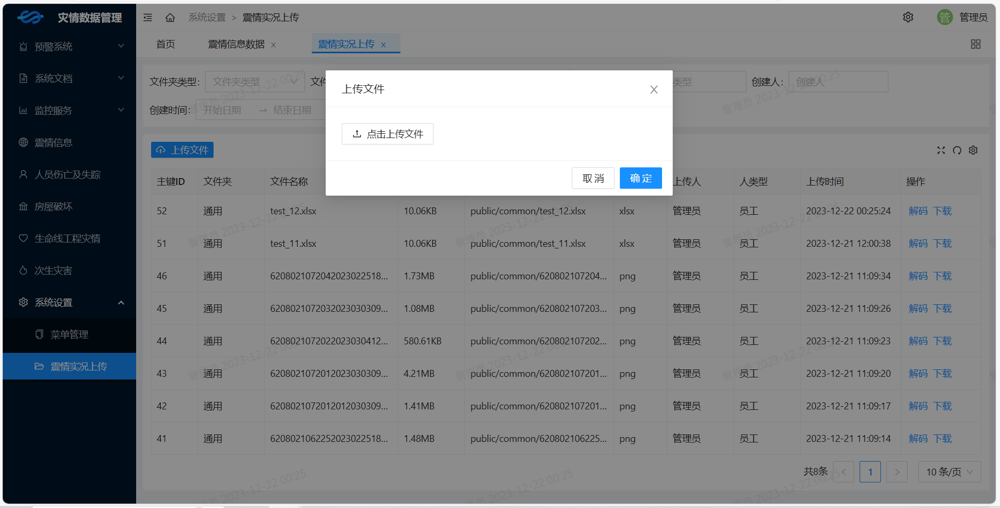 灾情数据管理
系统设置 > 震情实况上传
管理员
管 管理员
首页 震情信息数据 震情实况上传
预警系统
系统文档
监控服务
震情信息
人员伤亡及失踪
房屋破坏
生命线工程灾情
次生灾害
系统设置
菜单管理
震情实况上传
文件夹类型: 文件夹类型 文件 类型 创建人: 创建人
创建时间: 开始日期 → 结束日期
上传文件
上传文件
点击上传文件
取 消 确 定
主键ID 文件夹 文件名称 上传人 人类型 上传时间 操作
52 通用 test_12.xlsx 10.06KB public/common/test_12.xlsx xlsx 管理员 员工 2023-12-22 00:25:24 解码 下载
51 通用 test_11.xlsx 10.06KB public/common/test_11.xlsx xlsx 管理员 员工 2023-12-21 12:00:38 解码 下载
46 通用 6208021072042023022518... 1.73MB public/common/620802107204... png 管理员 员工 2023-12-21 11:09:34 解码 下载
45 通用 6208021072032023030309... 1.08MB public/common/620802107203... png 管理员 员工 2023-12-21 11:09:26 解码 下载
44 通用 6208021072022023030412... 580.61KB public/common/620802107202... png 管理员 员工 2023-12-21 11:09:23 解码 下载
43 通用 6208021072012023030309... 4.21MB public/common/620802107201... png 管理员 员工 2023-12-21 11:09:20 解码 下载
42 通用 6208021072012012030309... 1.41MB public/common/620802107201... png 管理员 员工 2023-12-21 11:09:17 解码 下载
41 通用 6208021062252023022518... 1.48MB public/common/620802106225... png 管理员 员工 2023-12-21 11:09:14 解码 下载
共8条 < 1 > 10 条/页
管理员 2023-12-22 00:25